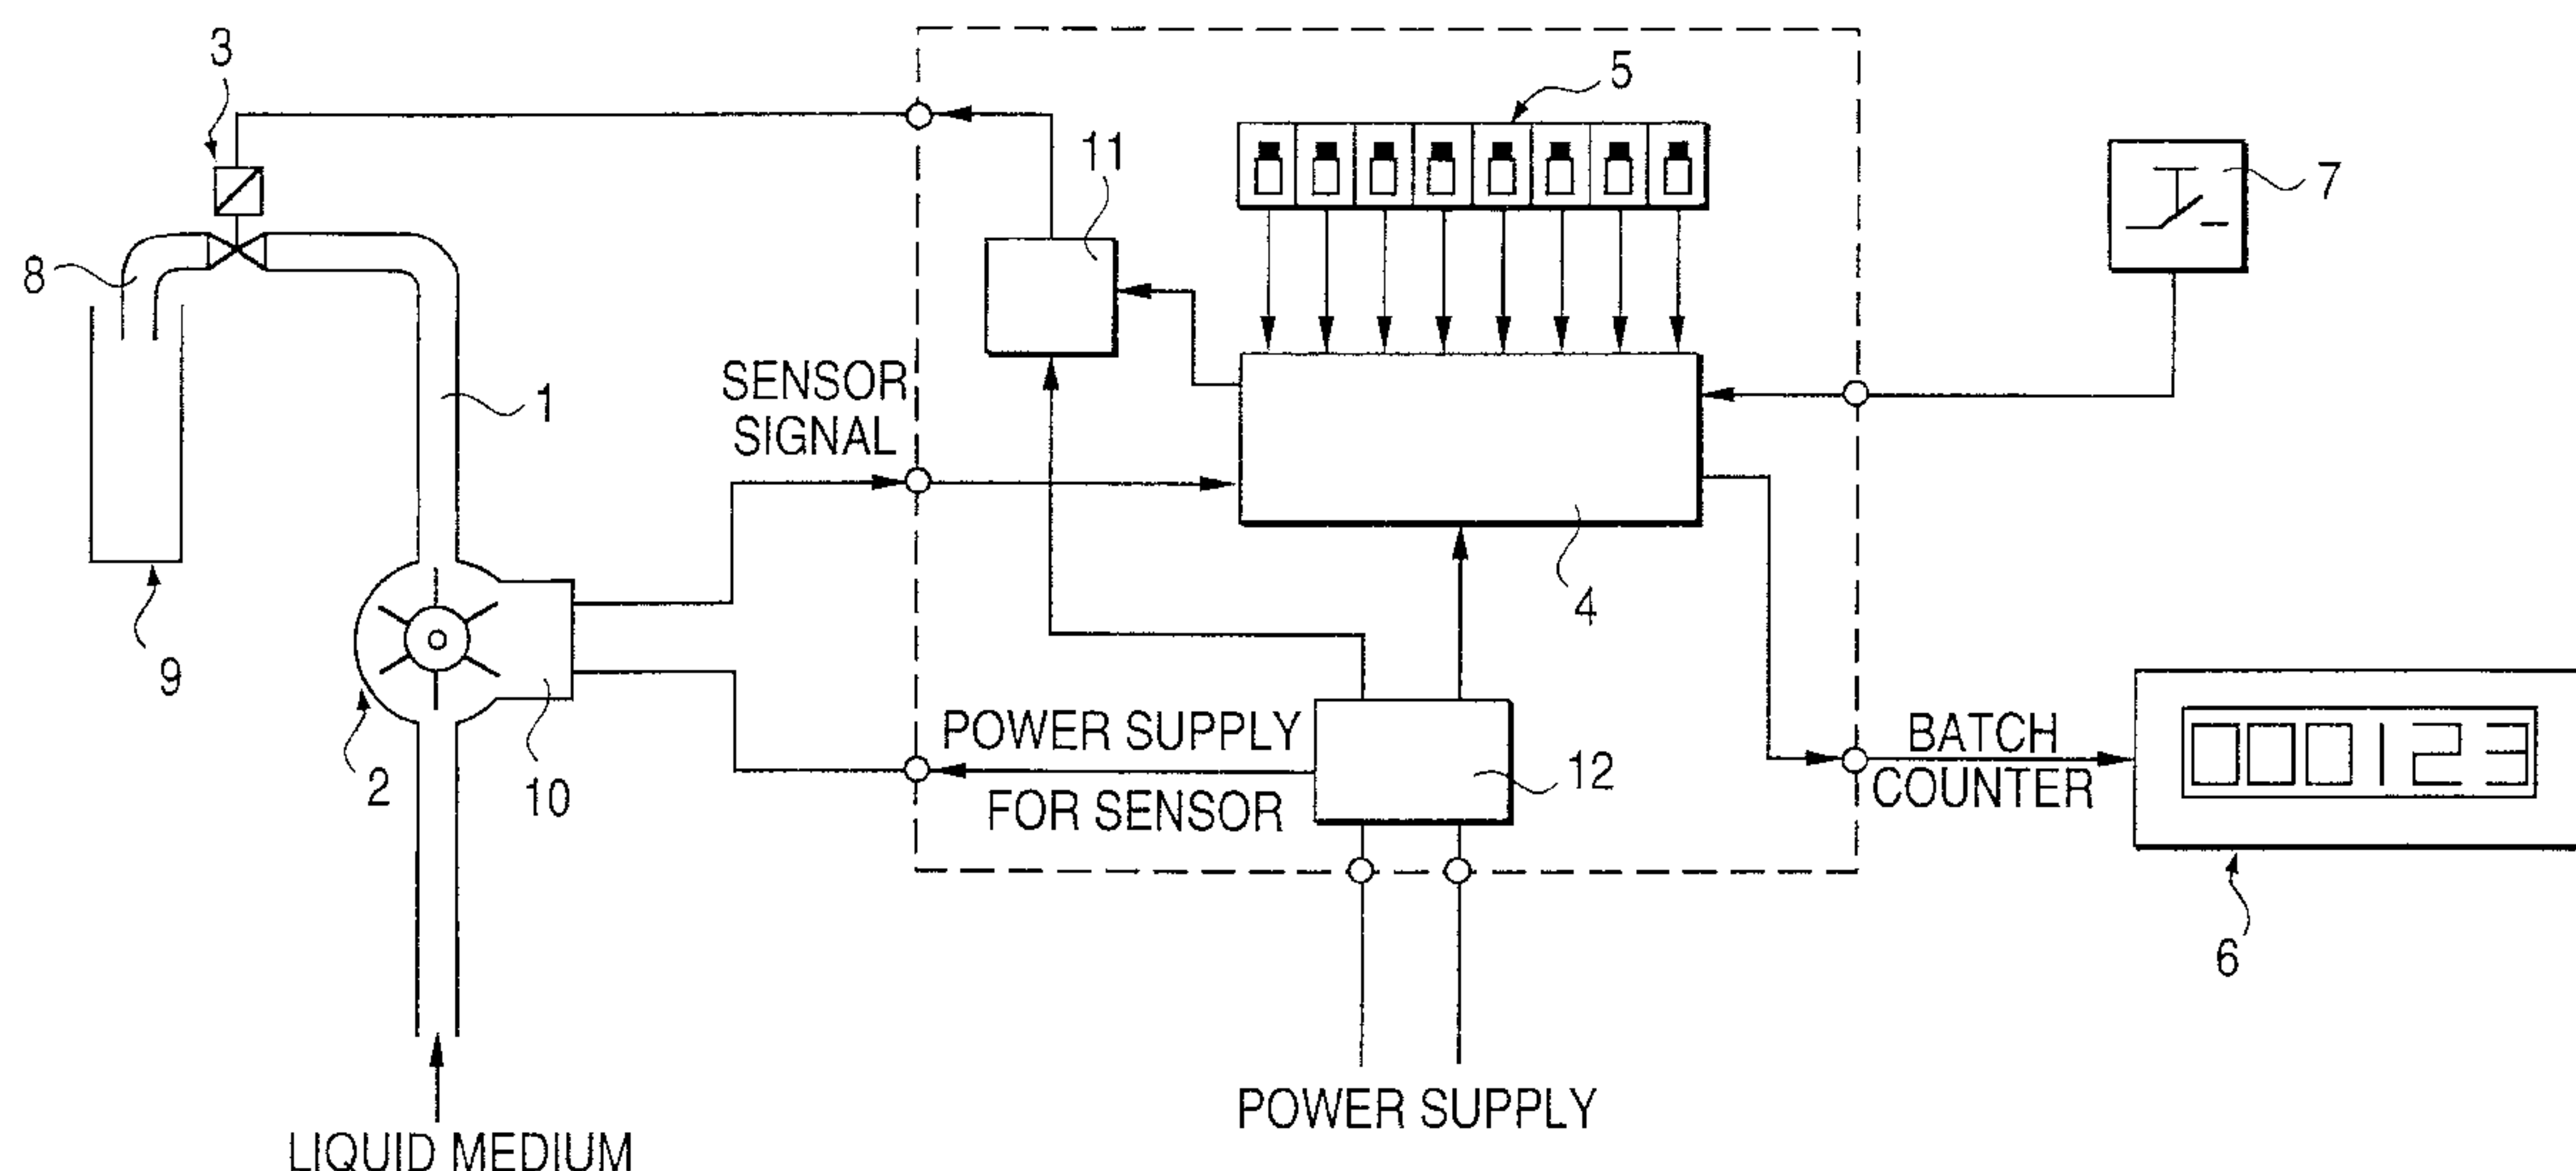 3
5
11
7
8
SENSOR
SIGNAL
1
4
9
2
10
POWER SUPPLY
FOR SENSOR
12
BATCH
COUNTER
000123
6
POWER SUPPLY
LIQUID MEDIUM